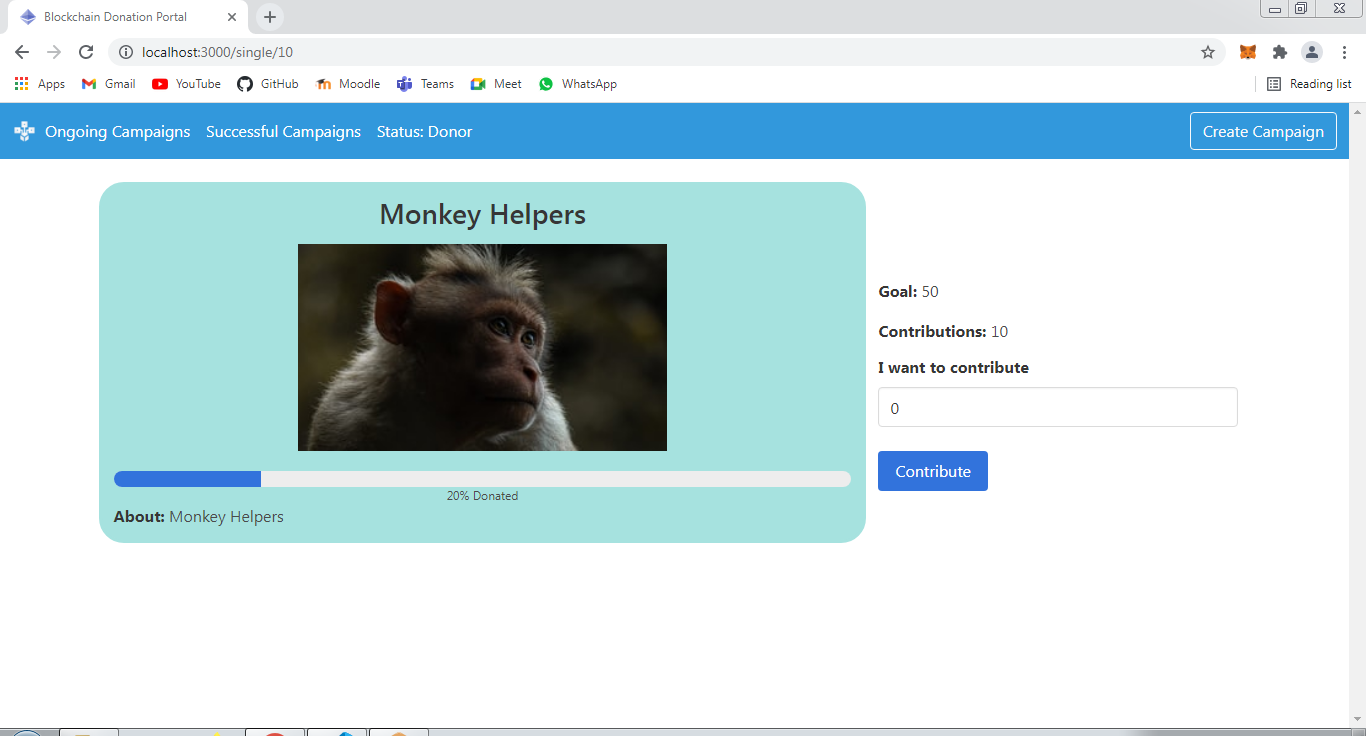 Blockchain Donation Portal
localhost:3000/single/10
Apps Gmail YouTube GitHub Moodle Teams Meet WhatsApp Reading list
Ongoing Campaigns Successful Campaigns Status: Donor Create Campaign
Monkey Helpers
20% Donated
About: Monkey Helpers
Goal: 50
Contributions: 10
I want to contribute
0
Contribute